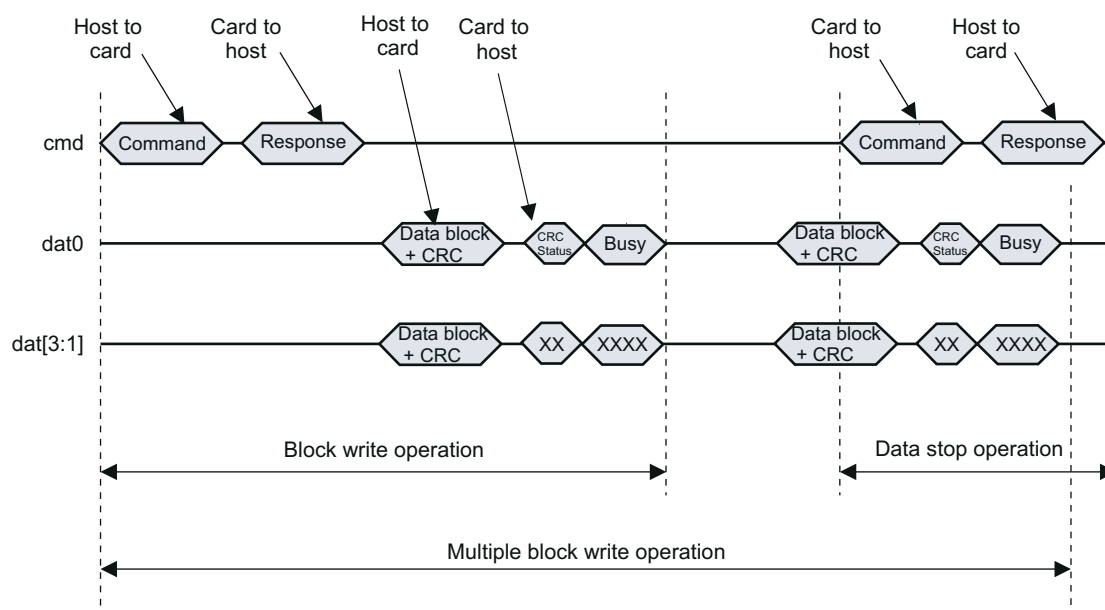 Host to
card
Card to
host
Host to
card
Card to
host
Card to
host
Host to
card
cmd
Command
Response
Command
Response
dat0
Data block
+ CRC
CRC
Status
Busy
Data block
+ CRC
CRC
Status
Busy
dat[3:1]
Data block
+ CRC
XX
XXXX
Data block
+ CRC
XX
XXXX
Block write operation
Data stop operation
Multiple block write operation